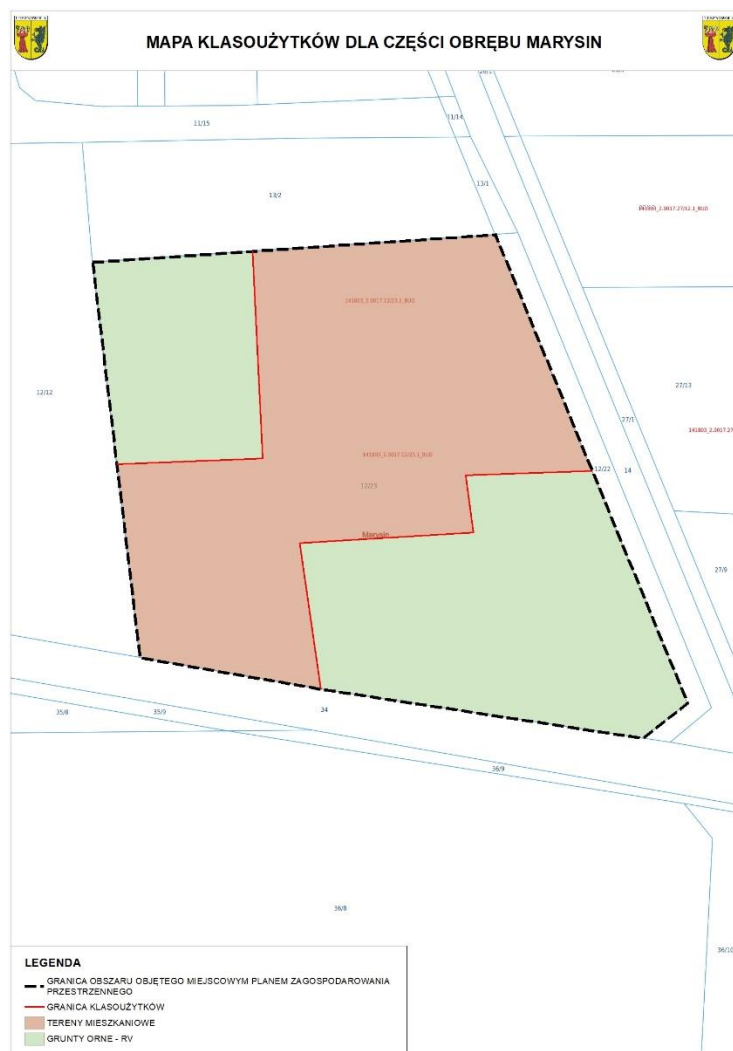 MAPA KLASOUŻYTKÓW DLA CZĘŚCI OBRĘBU MARYSIN
11/15
11/14
13/2
13/1
12/12
27/13
27/1
12/22
14
12/23
Marysin
27/9
35/8
35/9
34
36/9
36/8
36/10
LEGENDA
GRANICA OBSZARU OBJĘTEGO MIEJSCOWYM PLANEM ZAGOSPODAROWANIA
PRZESTRZENNEGO
GRANICA KLASOUŻYTKÓW
TERENY MIESZKANIOWE
GRUNTY ORNE - RV